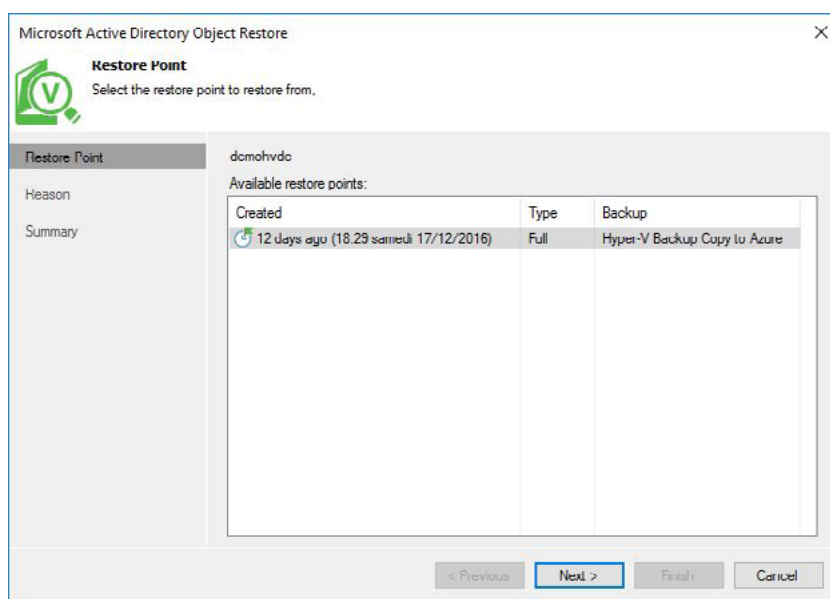 Microsoft Active Directory Object Restore
Restore Point
Select the restore point to restore from.
Restore Point
demohvdc
Reason
Available restore points:
Summary
Created Type Backup
12 days ago (18:29 samedi 17/12/2016) Full Hyper-V Backup Copy to Azure
< Previous Next > Finish Cancel